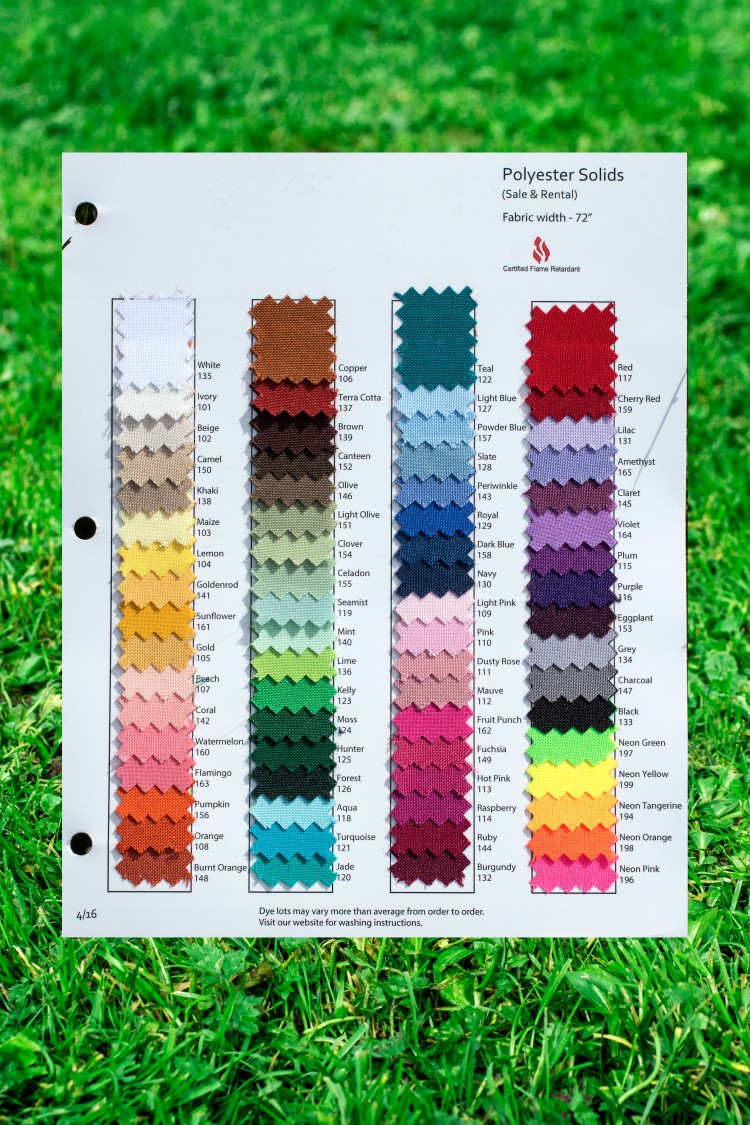 Polyester Solids
(Sale & Rental)
Fabric width - 72"
Certified Flame Retardant
White
135
Ivory
101
Beige
102
Camel
150
Khaki
138
Maize
103
Lemon
104
Goldenrod
141
Sunflower
161
Gold
105
Peach
107
Coral
142
Watermelon
160
Flamingo
163
Pumpkin
156
Orange
108
Burnt Orange
148
Copper
106
Terra Cotta
137
Brown
139
Canteen
152
Olive
146
Light Olive
151
Clover
154
Celadon
155
Seamist
119
Mint
140
Lime
136
Kelly
123
Moss
124
Hunter
125
Forest
126
Aqua
118
Turquoise
121
Jade
120
Teal
122
Light Blue
127
Powder Blue
157
Slate
128
Periwinkle
143
Royal
129
Dark Blue
158
Navy
130
Light Pink
109
Pink
110
Dusty Rose
111
Mauve
112
Fruit Punch
162
Fuchsia
149
Hot Pink
113
Raspberry
114
Ruby
144
Burgundy
132
Red
117
Cherry Red
159
Lilac
131
Amethyst
165
Claret
145
Violet
164
Plum
115
Purple
116
Eggplant
153
Grey
134
Charcoal
147
Black
133
Neon Green
197
Neon Yellow
199
Neon Tangerine
194
Neon Orange
198
Neon Pink
196
4/16
Dye lots may vary more than average from order to order.
Visit our website for washing instructions.